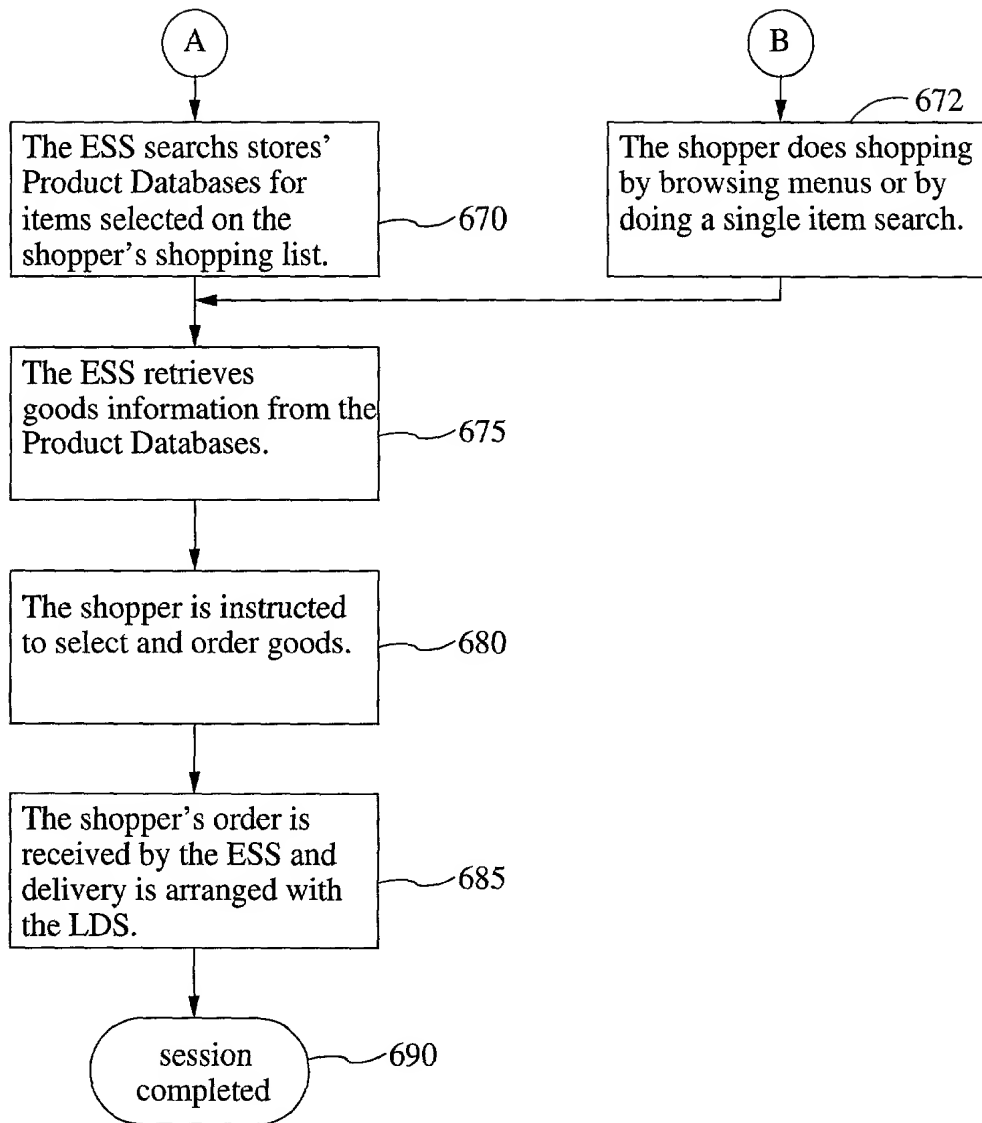 A
The ESS searchs stores’
Product Databases for
items selected on the
shopper’s shopping list.
670
B
672
The shopper does shopping
by browsing menus or by
doing a single item search.
The ESS retrieves
goods information from the
Product Databases.
675
The shopper is instructed
to select and order goods.
680
The shopper’s order is
received by the ESS and
delivery is arranged with
the LDS.
685
session
completed
690